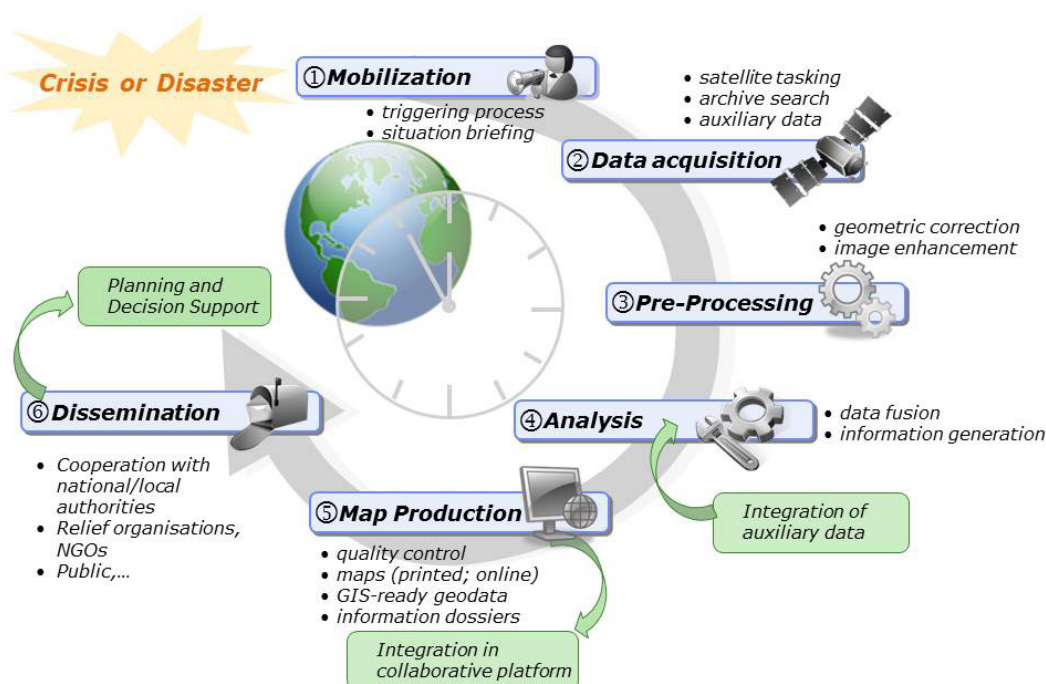 Crisis or Disaster
①Mobilization
• triggering process
• situation briefing
• satellite tasking
• archive search
• auxiliary data
②Data acquisition
• geometric correction
• image enhancement
③Pre-Processing
④Analysis
• data fusion
• information generation
Integration of
auxiliary data
⑤Map Production
• quality control
• maps (printed; online)
• GIS-ready geodata
• information dossiers
Integration in
collaborative platform
⑥Dissemination
• Cooperation with
national/local
authorities
• Relief organisations,
NGOs
• Public,...
Planning and
Decision Support